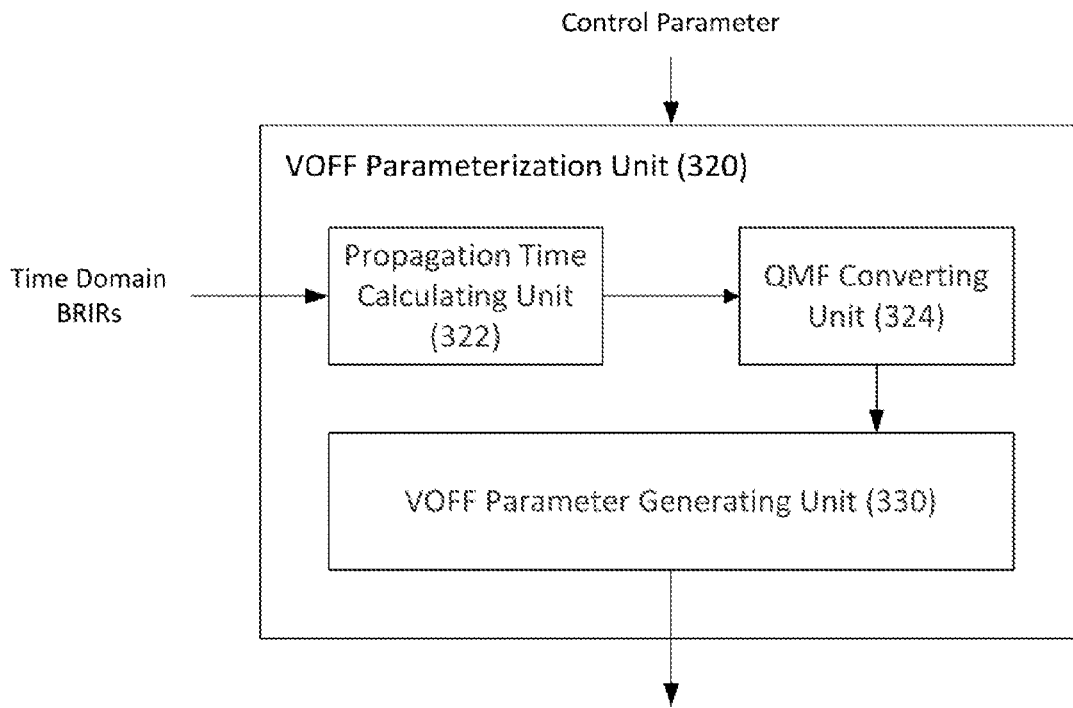 Control Parameter
VOFF Parameterization Unit (320)
Time Domain
BRIRs
Propagation Time
Calculating Unit
(322)
QMF Converting
Unit (324)
VOFF Parameter Generating Unit (330)